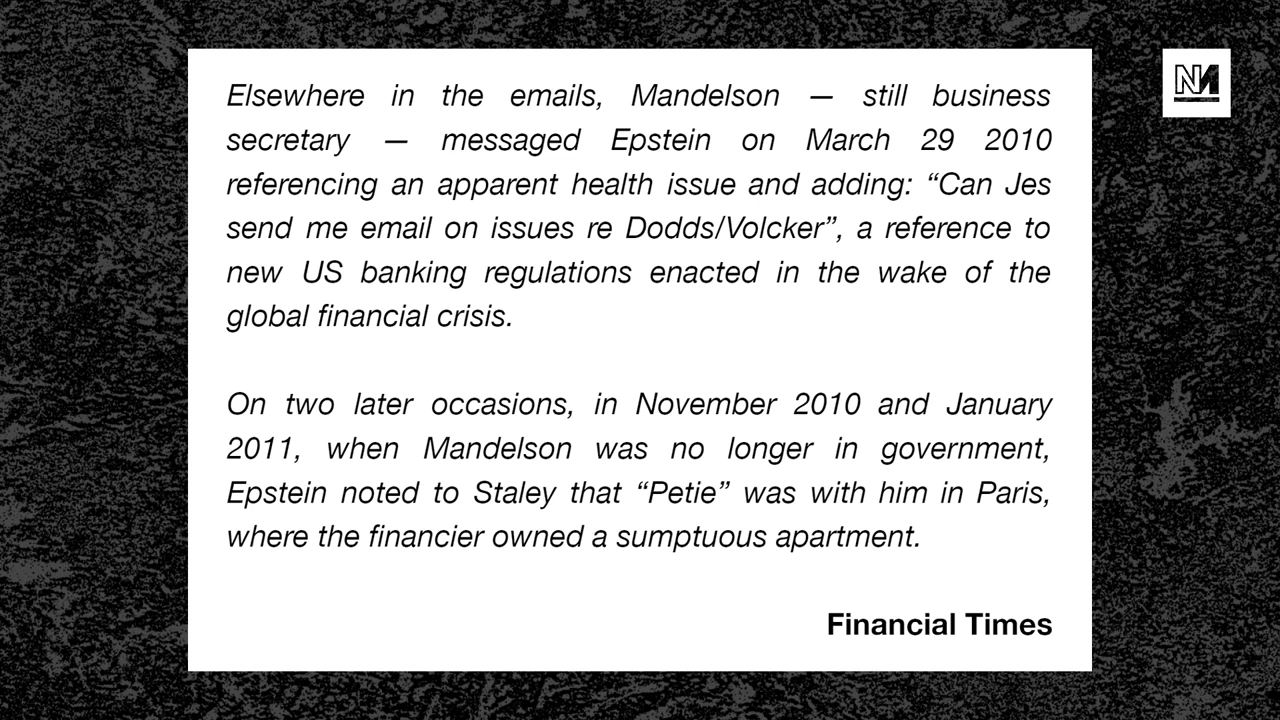 Elsewhere in the emails, Mandelson — still business
secretary — messaged Epstein on March 29 2010
referencing an apparent health issue and adding: “Can Jes
send me email on issues re Dodds/Volcker”, a reference to
new US banking regulations enacted in the wake of the
global financial crisis.
On two later occasions, in November 2010 and January
2011, when Mandelson was no longer in government,
Epstein noted to Staley that “Petie” was with him in Paris,
where the financier owned a sumptuous apartment.
Financial Times
NM